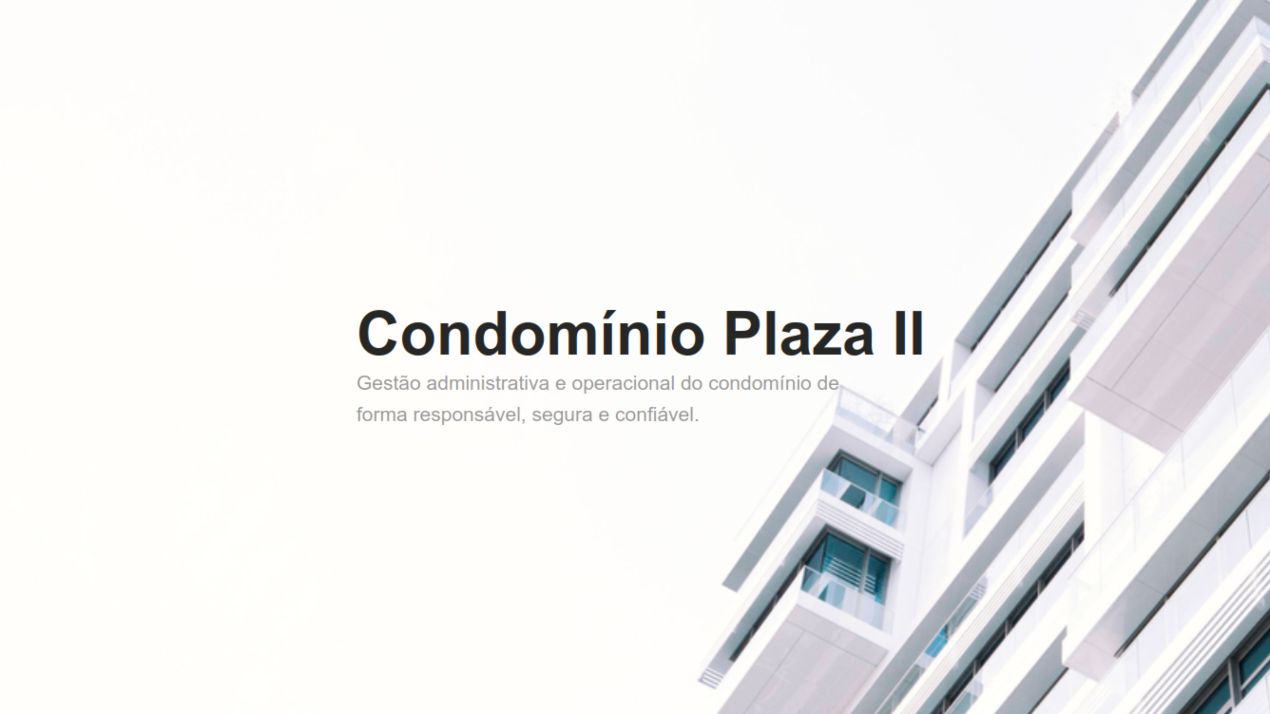 Condomínio Plaza II
Gestão administrativa e operacional do condomínio de
forma responsável, segura e confiável.